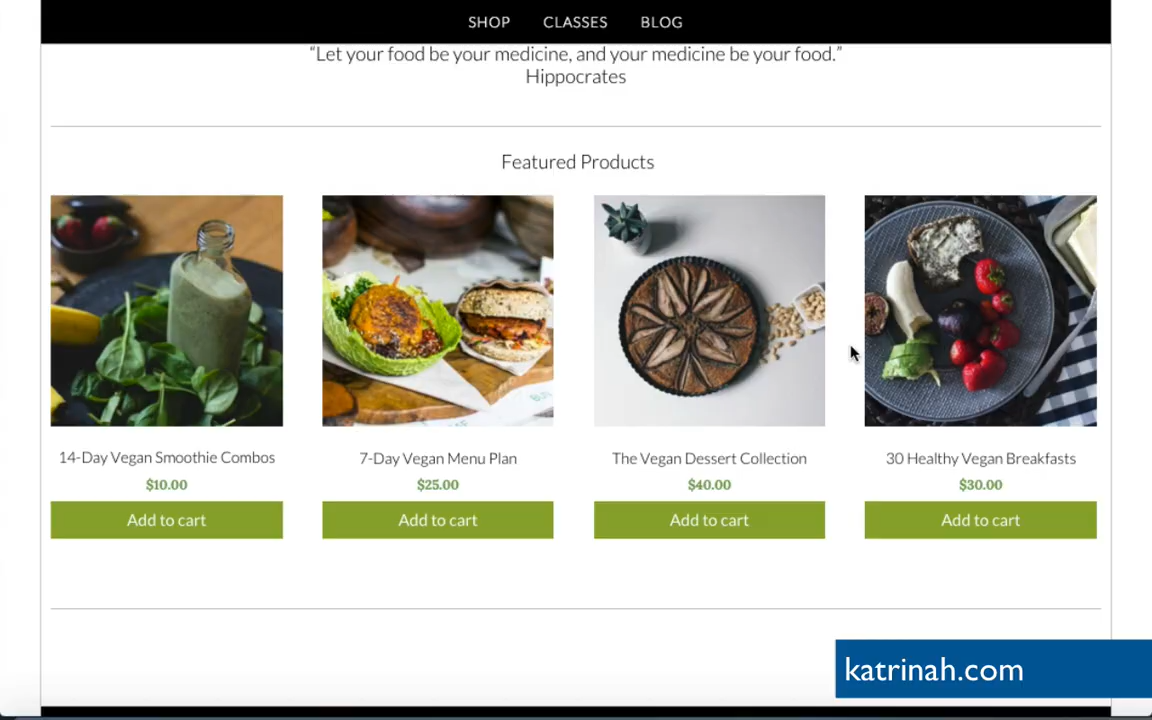 SHOP CLASSES BLOG
“Let your food be your medicine, and your medicine be your food.”
Hippocrates
Featured Products
14-Day Vegan Smoothie Combos
$10.00
Add to cart
7-Day Vegan Menu Plan
$25.00
Add to cart
The Vegan Dessert Collection
$40.00
Add to cart
30 Healthy Vegan Breakfasts
$30.00
Add to cart
katrinah.com